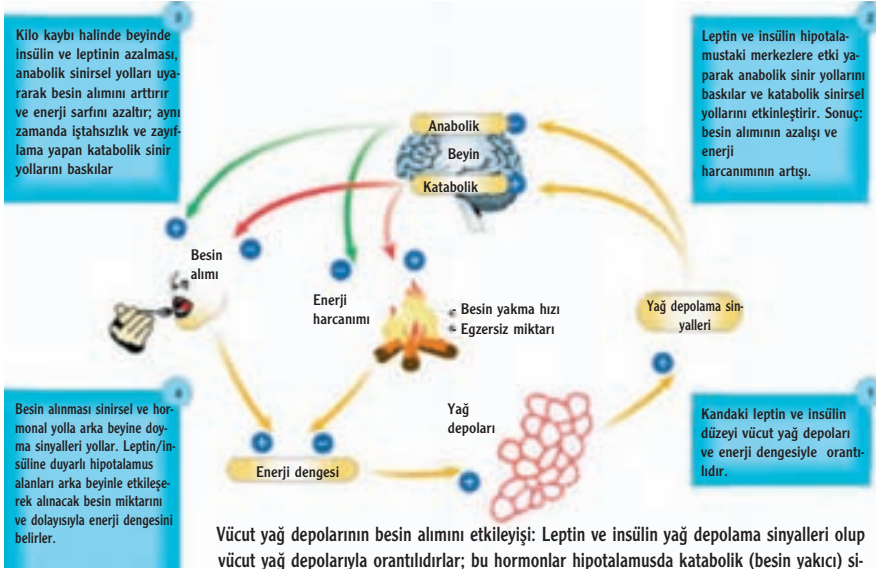 3
Kilo kaybı halinde beyinde
insülin ve leptinin azalması,
anabolik sinirsel yolları uya-
rarak besin alımını arttırır
ve enerji sarfını azaltır; aynı
zamanda iştahsızlık ve zayıf-
lama yapan katabolik sinir
yollarını baskılar
2
Leptin ve insülin hipotala-
mustaki merkezlere etki ya-
parak anabolik sinir yollarını
baskılar ve katabolik sinirsel
yollarını etkinleştirir. Sonuç:
besin alımının azalışı ve
enerji
harcanımının artışı.
Anabolik
Beyin
Katabolik
Besin
alımı
Enerji
harcanımı
- Besin yakma hızı
- Egzersiz miktarı
Yağ depolama sin-
yalleri
4
Besin alınması sinirsel ve hor-
monal yolla arka beyine doy-
ma sinyalleri yollar. Leptin/in-
süline duyarlı hipotalamus
alanları arka beyinle etkileşe-
rek alınacak besin miktarını
ve dolayısıyla enerji dengesini
belirler.
Enerji dengesi
Yağ
depoları
1
Kandaki leptin ve insülin
düzeyi vücut yağ depoları
ve enerji dengesiyle orantı-
lıdır.
Vücut yağ depolarının besin alımını etkileyişi: Leptin ve insülin yağ depolama sinyalleri olup
vücut yağ depolarıyla orantılıdırlar; bu hormonlar hipotalamusda katabolik (besin yakıcı) si-